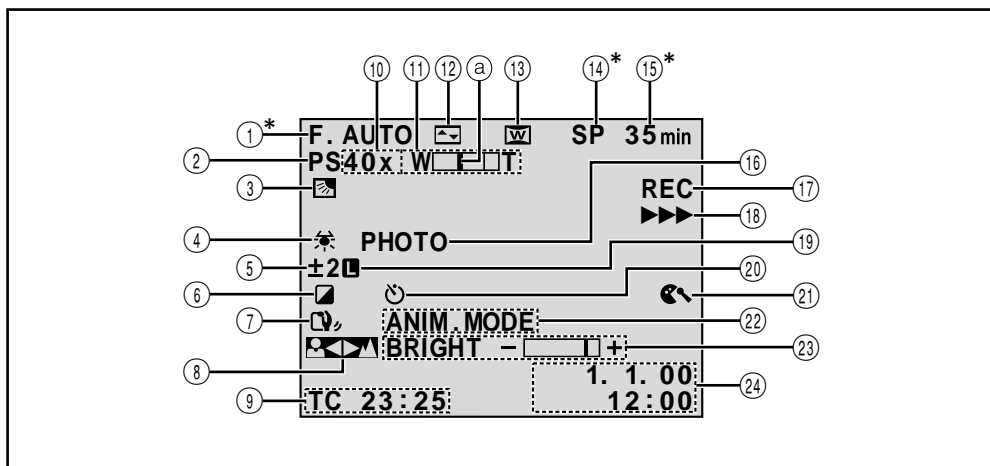 ⑩ ⑪ ⑫ ⓐ ⑬ ⑭* ⑮*
①* F. AUTO W SP 35 min
② PS 40x W T ⑯
③ REC ⑰
⑱
④ PHOTO ⑲
⑤ ±2 L ⑳
⑥ ㉑
⑦ ANIM.MODE ㉒
BRIGHT − + ㉓
⑧ 1. 1. 00 ㉔
⑨ TC 23:25 12:00